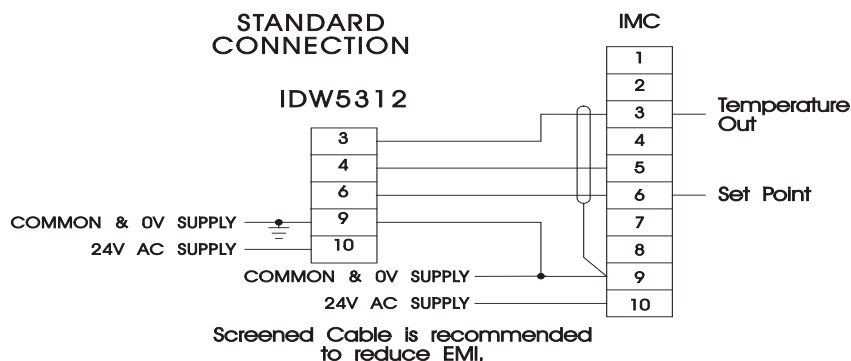 STANDARD
CONNECTION
IMC
IDW5312
1
2
3
4
5
6
7
8
9
10
Temperature
Out
Set Point
3
4
6
9
10
COMMON & 0V SUPPLY
24V AC SUPPLY
COMMON & 0V SUPPLY
24V AC SUPPLY
Screened Cable is recommended
to reduce EMI.